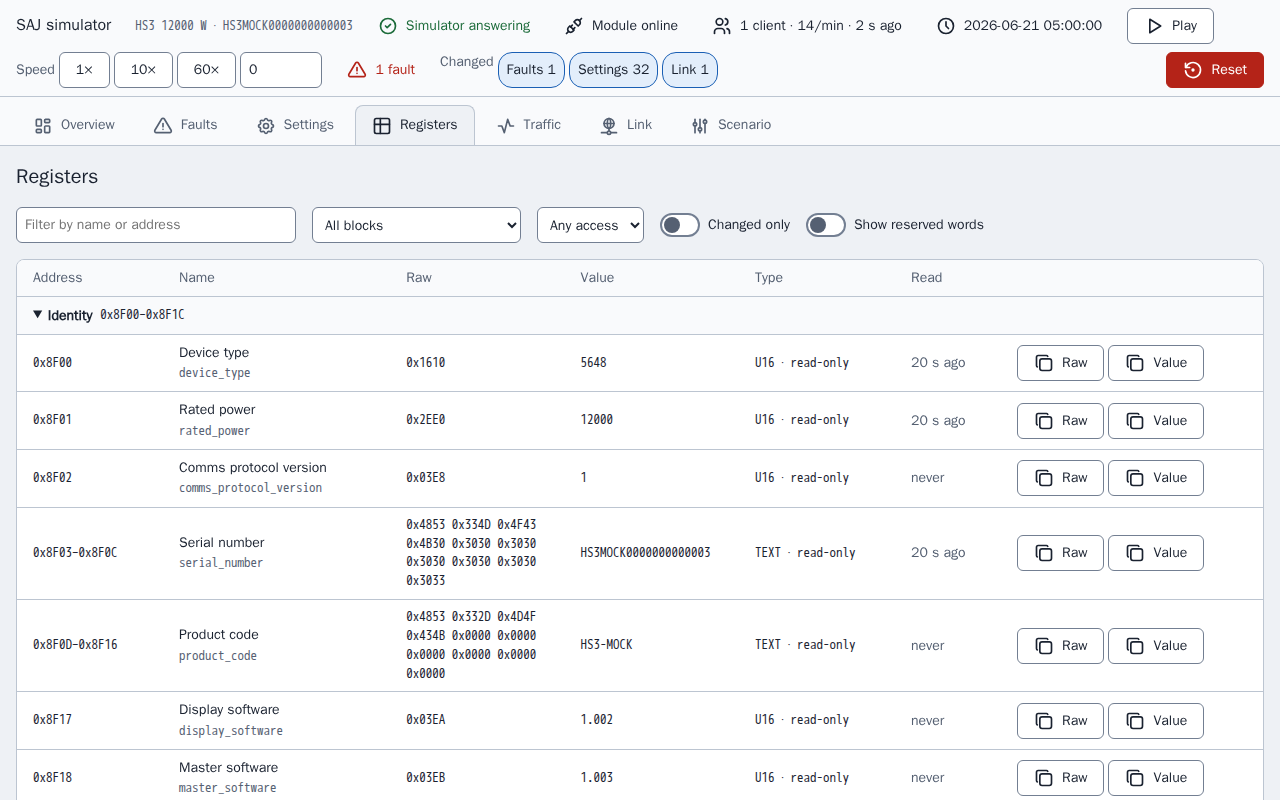 SAJ simulator HS3 12000 W · HS3MOCK0000000000003 Simulator answering Module online 1 client · 14/min · 2 s ago 2026-06-21 05:00:00 Play
Speed 1× 10× 60× 0 1 fault Changed Faults 1 Settings 32 Link 1 Reset
Overview Faults Settings Registers Traffic Link Scenario
Registers
Filter by name or address All blocks Any access Changed only Show reserved words
Address Name Raw Value Type Read
Identity 0x8F00–0x8F1C
0x8F00 Device type 0x1610 5648 U16 · read-only 20 s ago Raw Value
device_type
0x8F01 Rated power 0x2EE0 12000 U16 · read-only 20 s ago Raw Value
rated_power
0x8F02 Comms protocol version 0x03E8 1 U16 · read-only never Raw Value
comms_protocol_version
0x8F03–0x8F0C Serial number 0x4853 0x334D 0x4F43 HS3MOCK0000000000003 TEXT · read-only 20 s ago Raw Value
serial_number 0x4B30 0x3030 0x3030
0x3030 0x3030 0x3030
0x3033
0x8F0D–0x8F16 Product code 0x4853 0x332D 0x4D4F HS3-MOCK TEXT · read-only never Raw Value
product_code 0x434B 0x0000 0x0000
0x0000 0x0000 0x0000
0x0000
0x8F17 Display software 0x03EA 1.002 U16 · read-only never Raw Value
display_software
0x8F18 Master software 0x03EB 1.003 U16 · read-only never Raw Value
master_software